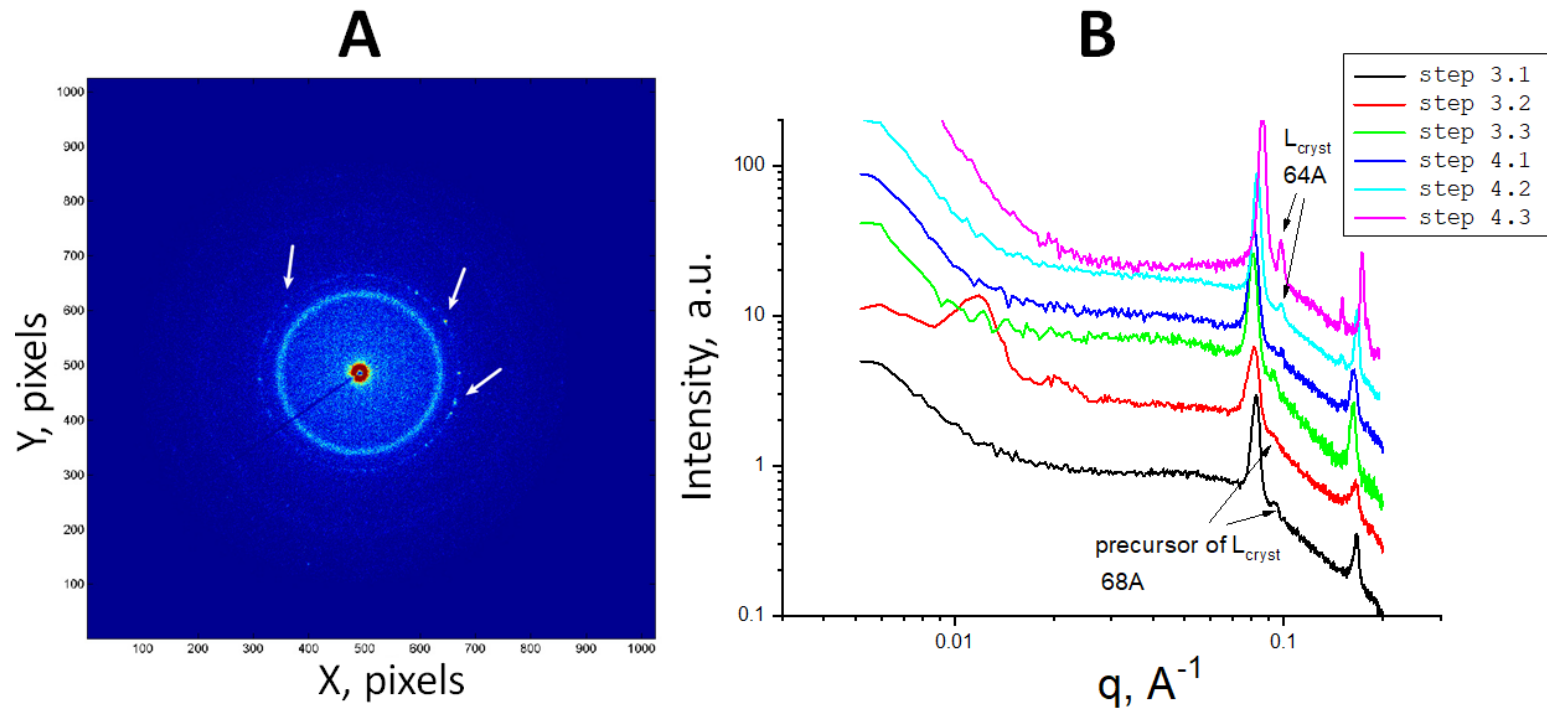 A
B
1000
900
800
700
600
500
400
300
200
100
Y, pixels
100 200 300 400 500 600 700 800 900 1000
X, pixels
step 3.1
step 3.2
step 3.3
step 4.1
step 4.2
step 4.3
Lcryst
64A
100
10
1
0.1
Intensity, a.u.
precursor of Lcryst
68A
0.01 0.1
q, A-1